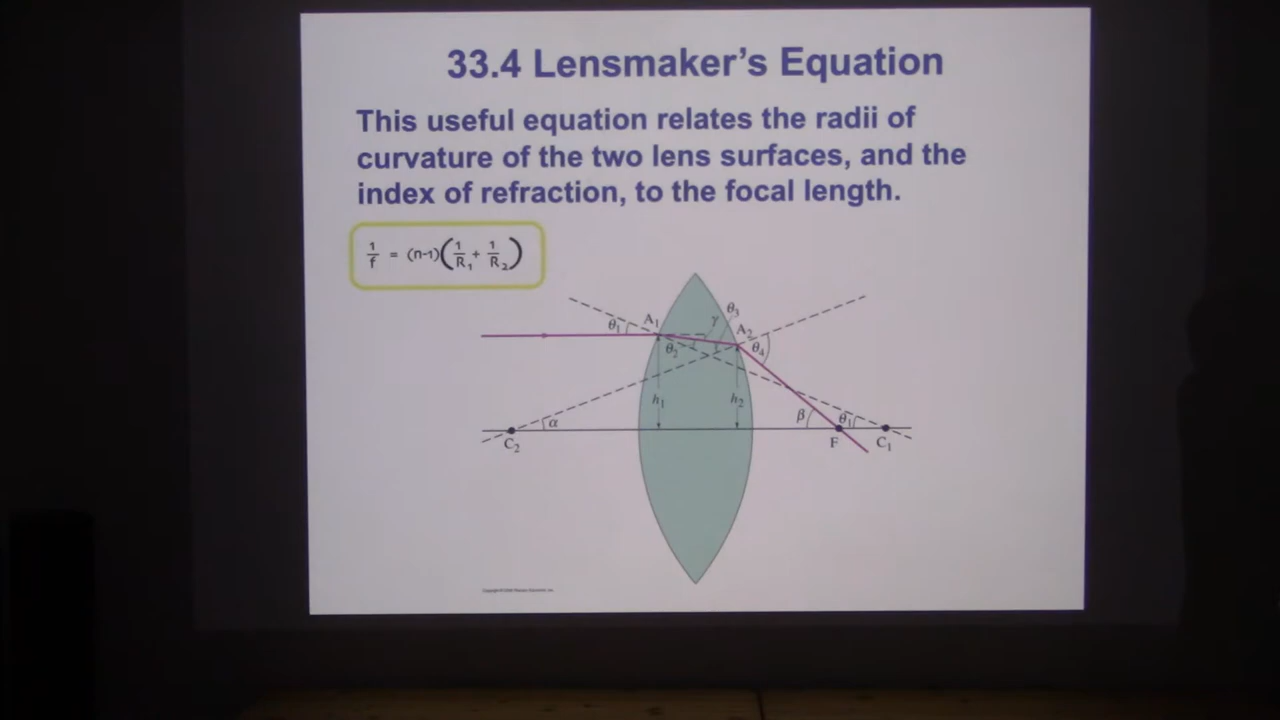 33.4 Lensmaker's Equation
This useful equation relates the radii of
curvature of the two lens surfaces, and the
index of refraction, to the focal length.
1/f = (n-1)(1/R₁ + 1/R₂)
θ₁ A₁ γ θ₃
θ₂ A₂ θ₄
h₁ h₂
α β θ₁
C₂ F C₁